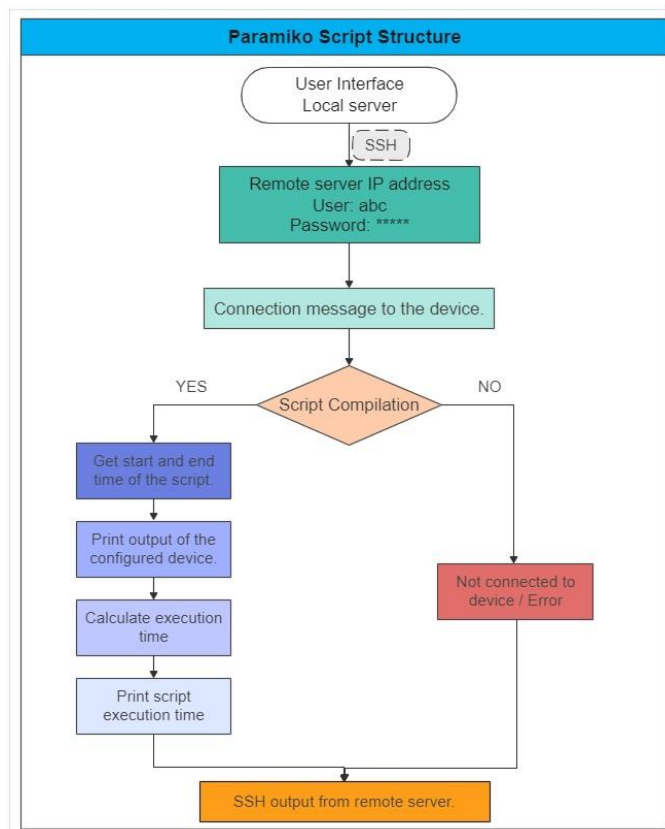 Paramiko Script Structure
User Interface
Local server
SSH
Remote server IP address
User: abc
Password: *****
Connection message to the device.
Script Compilation
YES
NO
Get start and end
time of the script.
Print output of the
configured device.
Calculate execution
time
Print script
execution time
Not connected to
device / Error
SSH output from remote server.